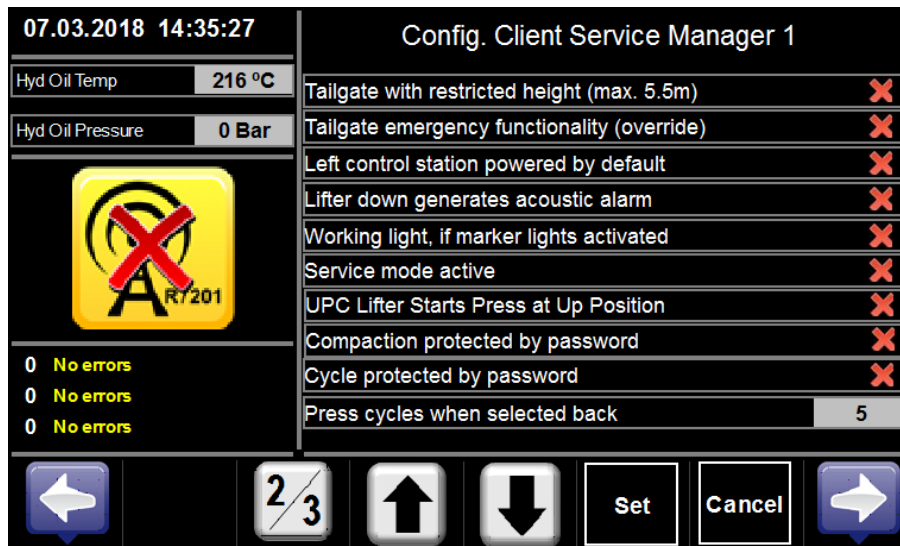 07.03.2018 14:35:27
Hyd Oil Temp 216 ºC
Hyd Oil Pressure 0 Bar
R7201
0 No errors
0 No errors
0 No errors
Config. Client Service Manager 1
Tailgate with restricted height (max. 5.5m)
Tailgate emergency functionality (override)
Left control station powered by default
Lifter down generates acoustic alarm
Working light, if marker lights activated
Service mode active
UPC Lifter Starts Press at Up Position
Compaction protected by password
Cycle protected by password
Press cycles when selected back 5
2/3
Set
Cancel